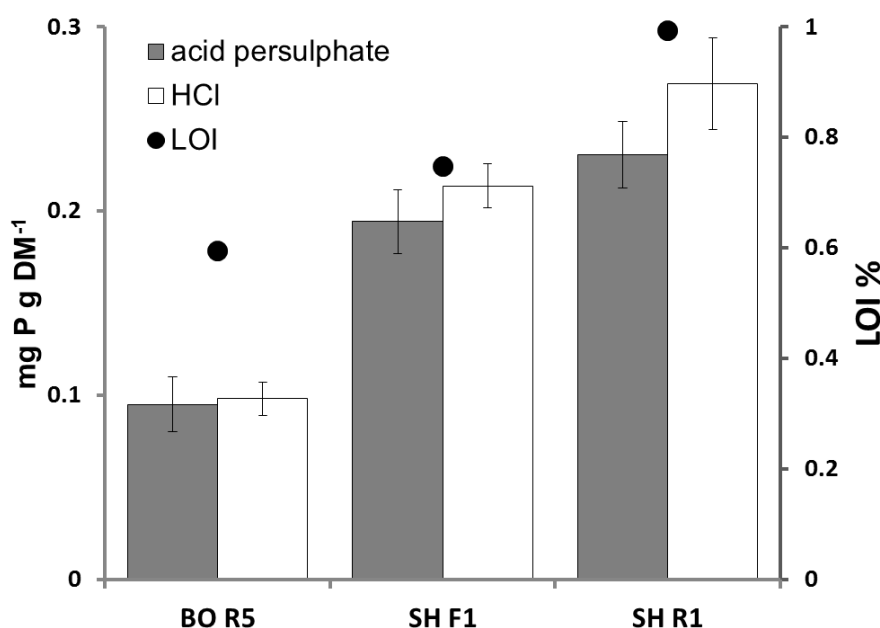 acid persulphate
HCl
LOI
mg P g DM⁻¹
0.3
0.2
0.1
0
LOI %
1
0.8
0.6
0.4
0.2
0
BO R5
SH F1
SH R1